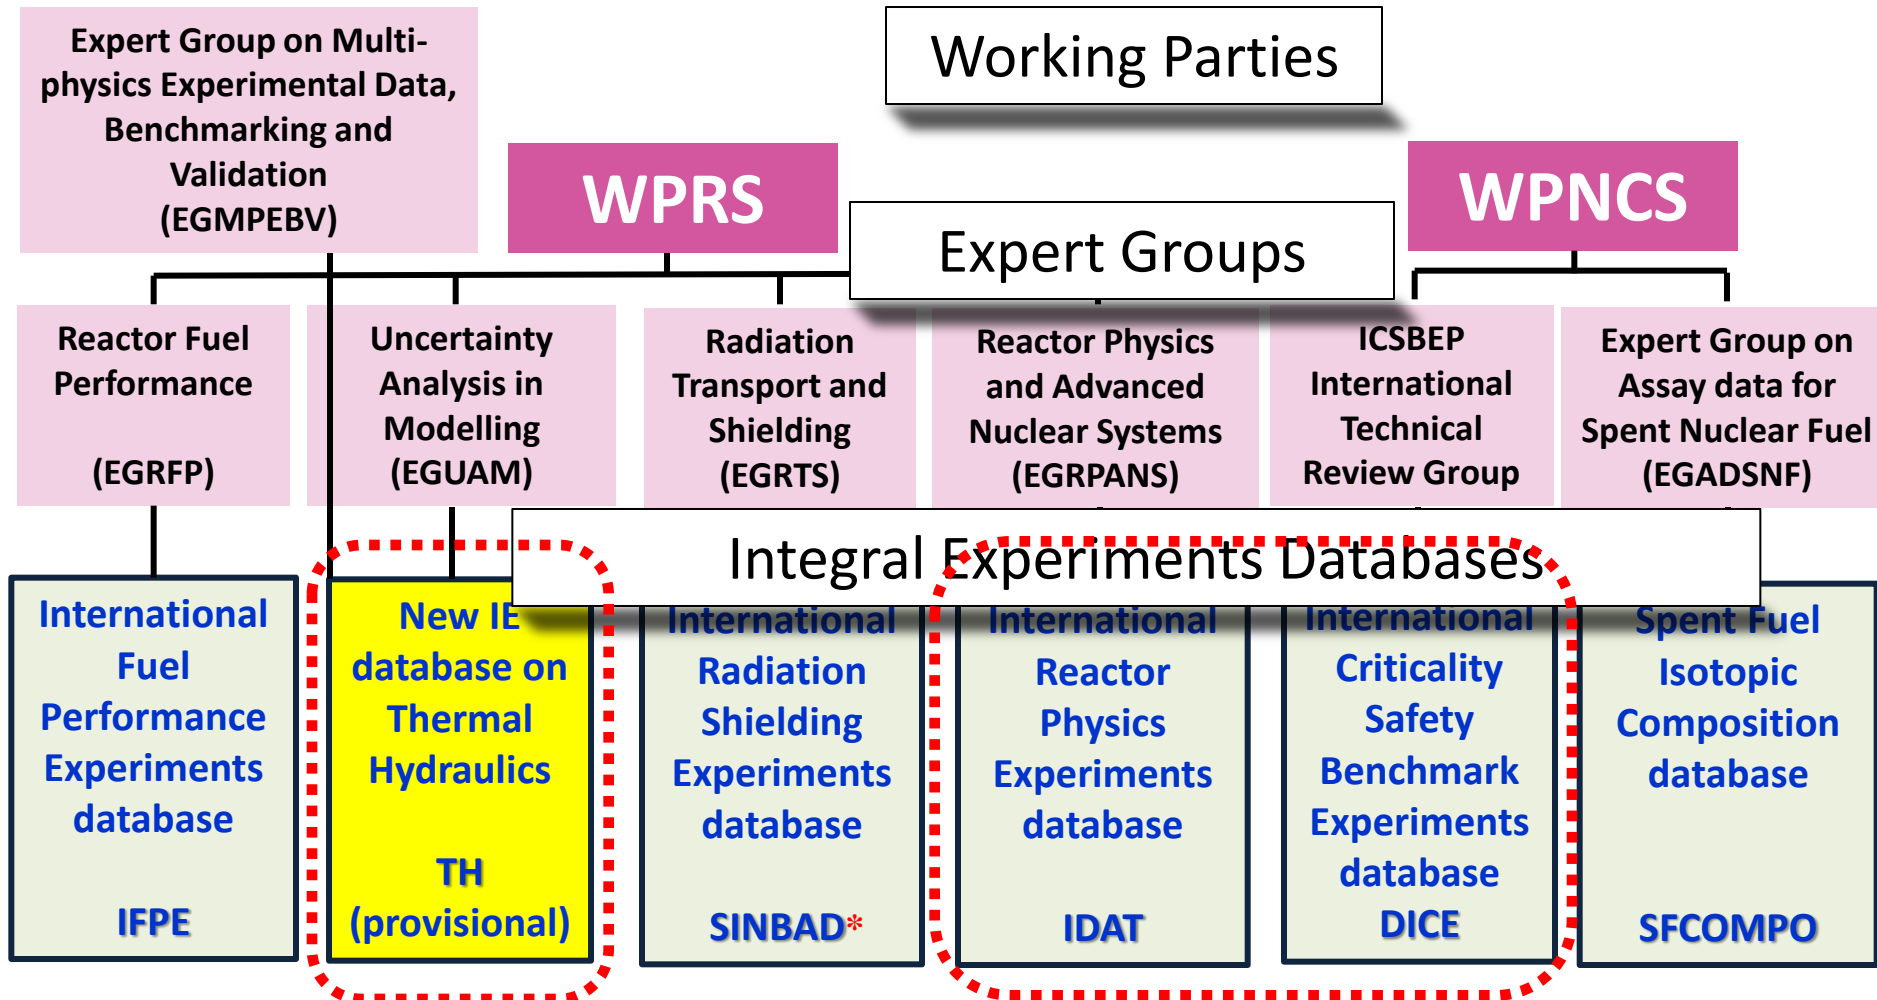 Expert Group on Multi-
physics Experimental Data,
Benchmarking and
Validation
(EGMPEBV)
Working Parties
WPRS
WPNCS
Expert Groups
Reactor Fuel
Performance
(EGRFP)
Uncertainty
Analysis in
Modelling
(EGUAM)
Radiation
Transport and
Shielding
(EGRTS)
Reactor Physics
and Advanced
Nuclear Systems
(EGRPANS)
ICSBEP
International
Technical
Review Group
Expert Group on
Assay data for
Spent Nuclear Fuel
(EGADSNF)
Integral Experiments Databases
International
Fuel
Performance
Experiments
database
IFPE
New IE
database on
Thermal
Hydraulics
TH
(provisional)
International
Radiation
Shielding
Experiments
database
SINBAD*
International
Reactor
Physics
Experiments
database
IDAT
International
Criticality
Safety
Benchmark
Experiments
database
DICE
Spent Fuel
Isotopic
Composition
database
SFCOMPO